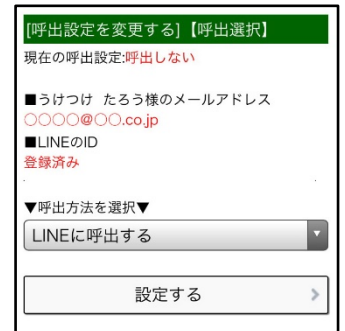 [呼出設定を変更する]【呼出選択】
現在の呼出設定:呼出しない
■うけつけ たろう様のメールアドレス
○○○○@○○.co.jp
■LINEのID
登録済み
▼呼出方法を選択▼
LINEに呼出する
設定する